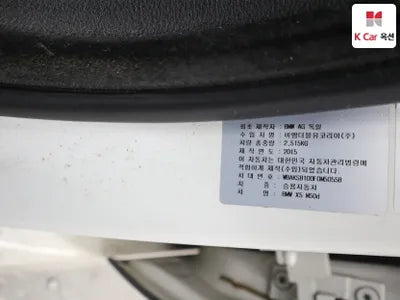 K Car 옥션
최초 제작자 : BMW AG 독일
수 입 자 명 : 비엠더블유코리아(주)
차량 총중량 : 2,515KG
제 작 연 도 : 2015
이 자동차는 대한민국 자동차관리법령에
적합하게 제작(수입)되었습니다.
차 대 번 호 :
차 종 : 승용자동차
차 명 : BMW X5 M50d